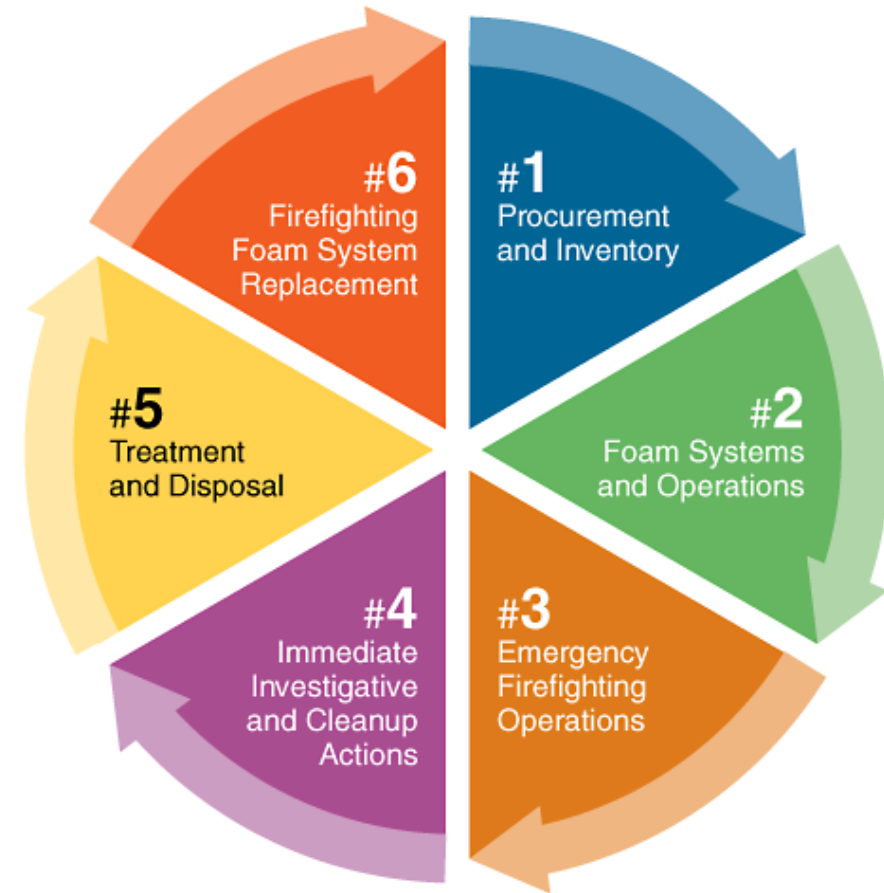 #1
Procurement
and Inventory
#2
Foam Systems
and Operations
#3
Emergency
Firefighting
Operations
#4
Immediate
Investigative
and Cleanup
Actions
#5
Treatment
and Disposal
#6
Firefighting
Foam System
Replacement